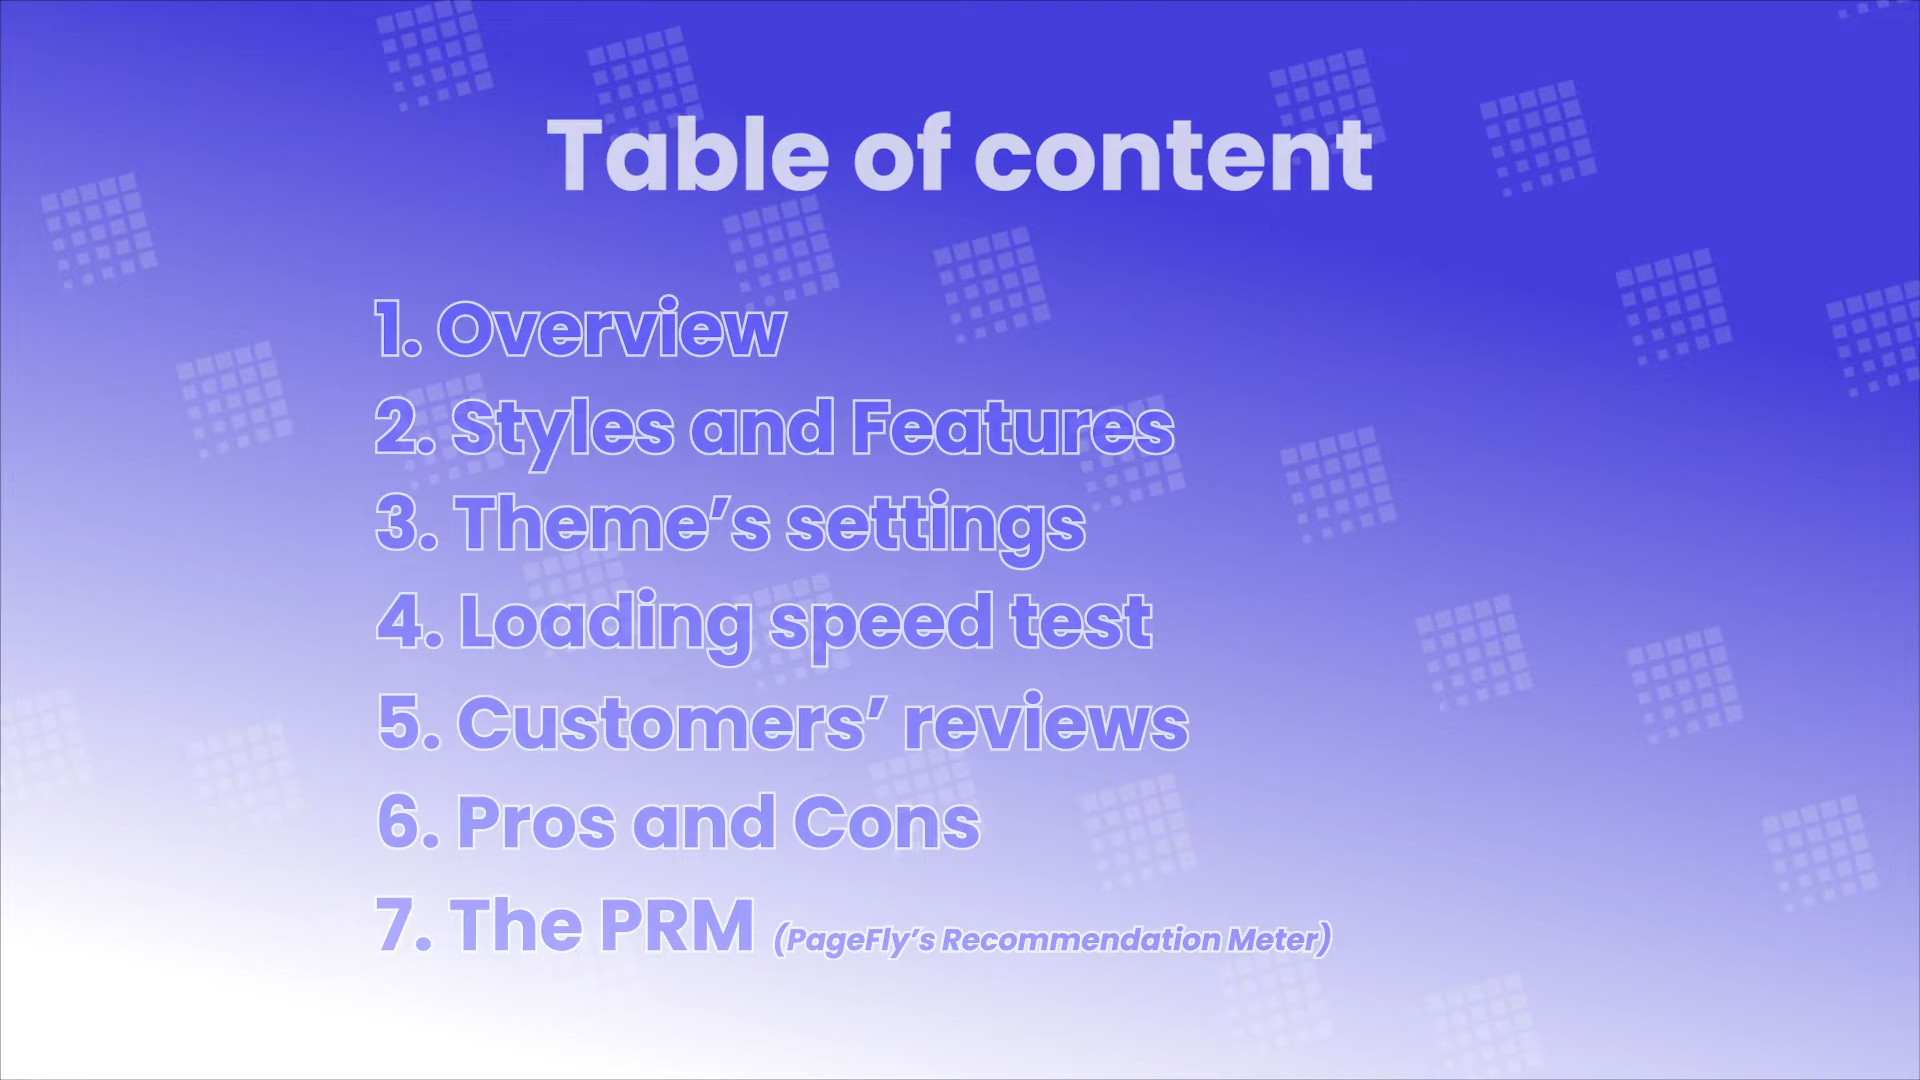 Table of content
1. Overview
2. Styles and Features
3. Theme’s settings
4. Loading speed test
5. Customers’ reviews
6. Pros and Cons
7. The PRM (PageFly’s Recommendation Meter)